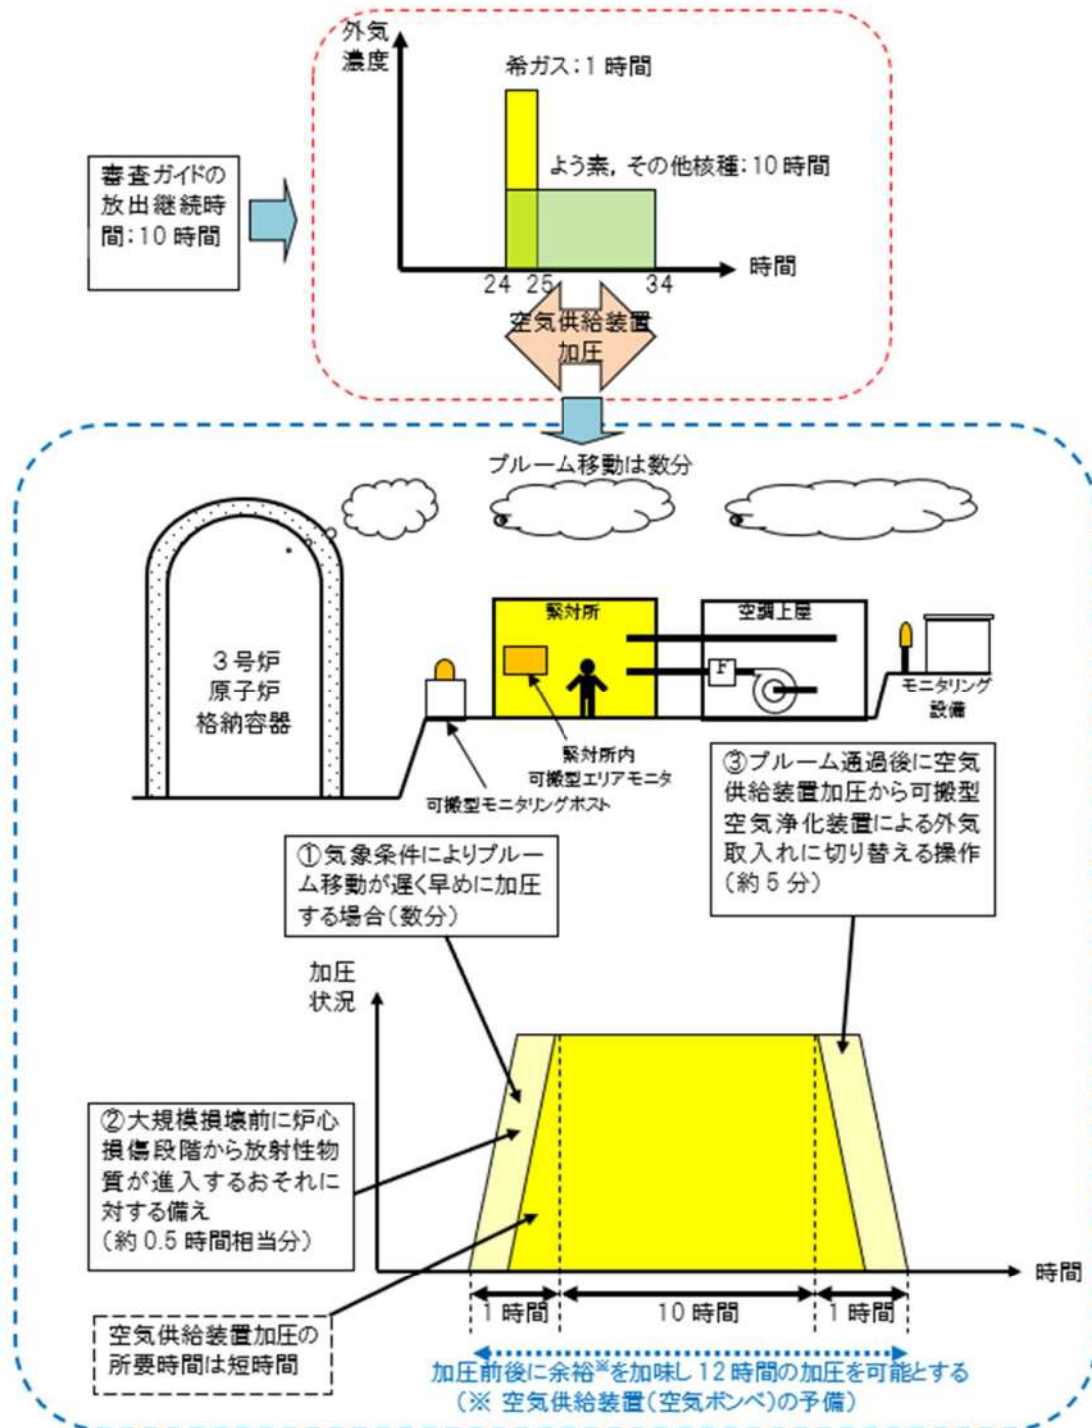 外気
濃度
希ガス：1 時間
よう素，その他核種：10 時間
審査ガイドの
放出継続時
間：10 時間
24 25 34
時間
空気供給装置
加圧
プルーム移動は数分
3 号炉
原子炉
格納容器
緊対所
空調上屋
F
モニタリング
設備
緊対所内
可搬型エリアモニタ
可搬型モニタリングポスト
①気象条件によりプルー
ム移動が遅く早めに加圧
する場合（数分）
③プルーム通過後に空気
供給装置加圧から可搬型
空気浄化装置による外気
取入れに切り替える操作
（約 5 分）
加圧
状況
②大規模損壊前に炉心
損傷段階から放射性物
質が進入するおそれに
対する備え
（約 0.5 時間相当分）
時間
1 時間
10 時間
1 時間
空気供給装置加圧の
所要時間は短時間
加圧前後に余裕※を加味し 12 時間の加圧を可能とする
（※ 空気供給装置（空気ボンベ）の予備）